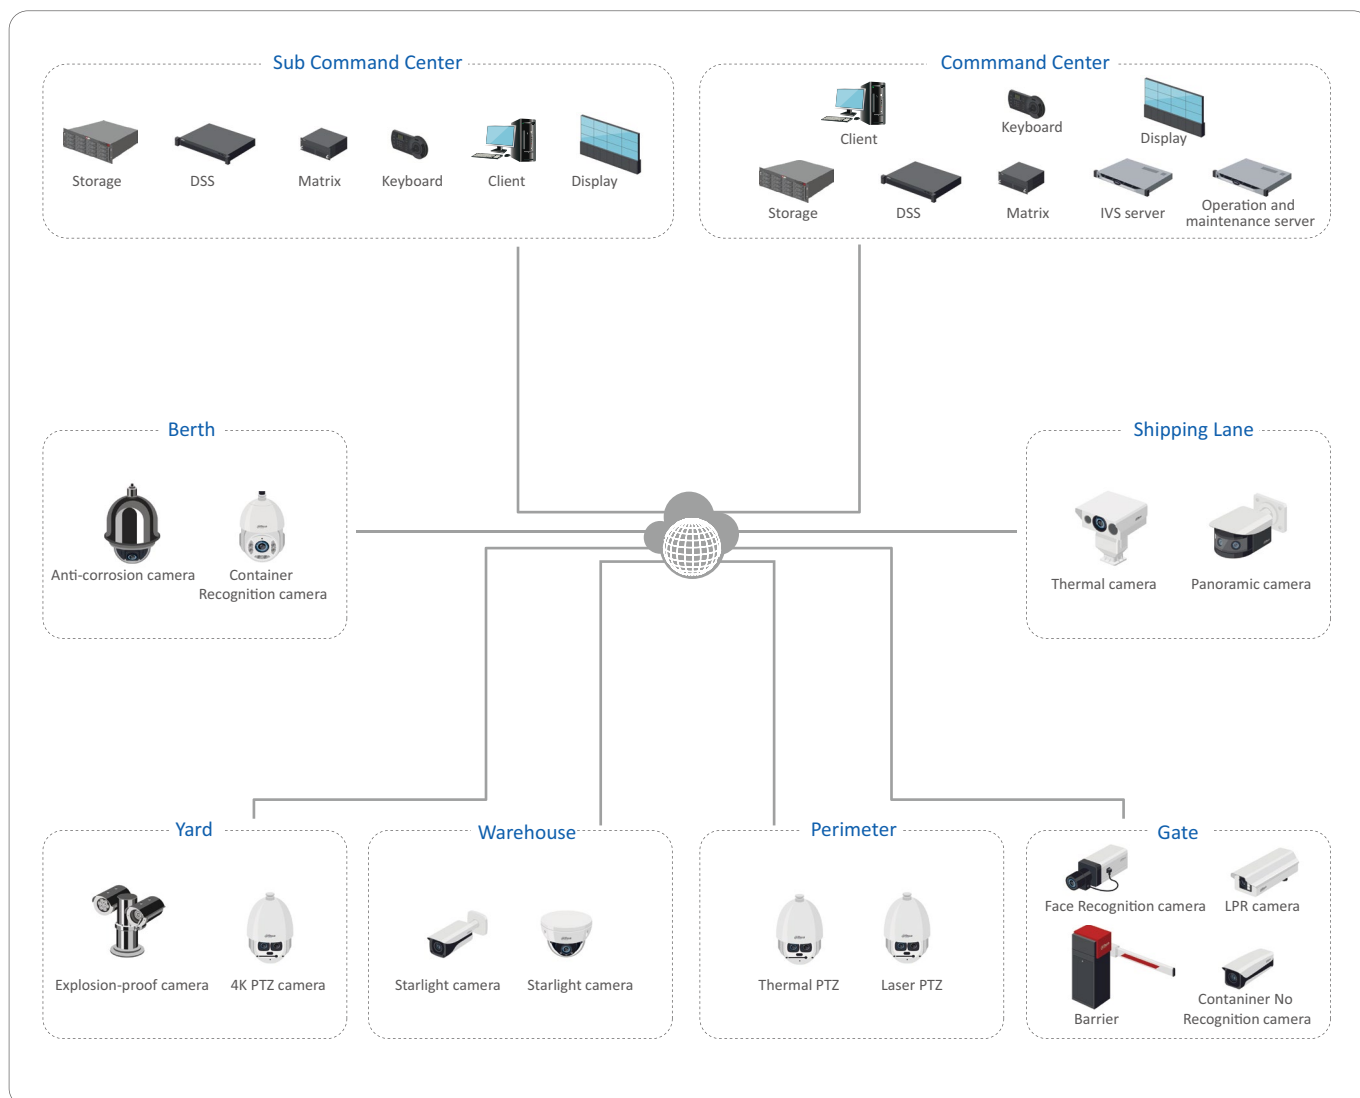 Sub Command Center
Storage
DSS
Matrix
Keyboard
Client
Display
Commmand Center
Client
Keyboard
Display
Storage
DSS
Matrix
IVS server
Operation and
maintenance server
Berth
Anti-corrosion camera
Container
Recognition camera
Shipping Lane
Thermal camera
Panoramic camera
Yard
Explosion-proof camera
4K PTZ camera
Warehouse
Starlight camera
Starlight camera
Perimeter
Thermal PTZ
Laser PTZ
Gate
Face Recognition camera
LPR camera
Barrier
Contaniner No
Recognition camera